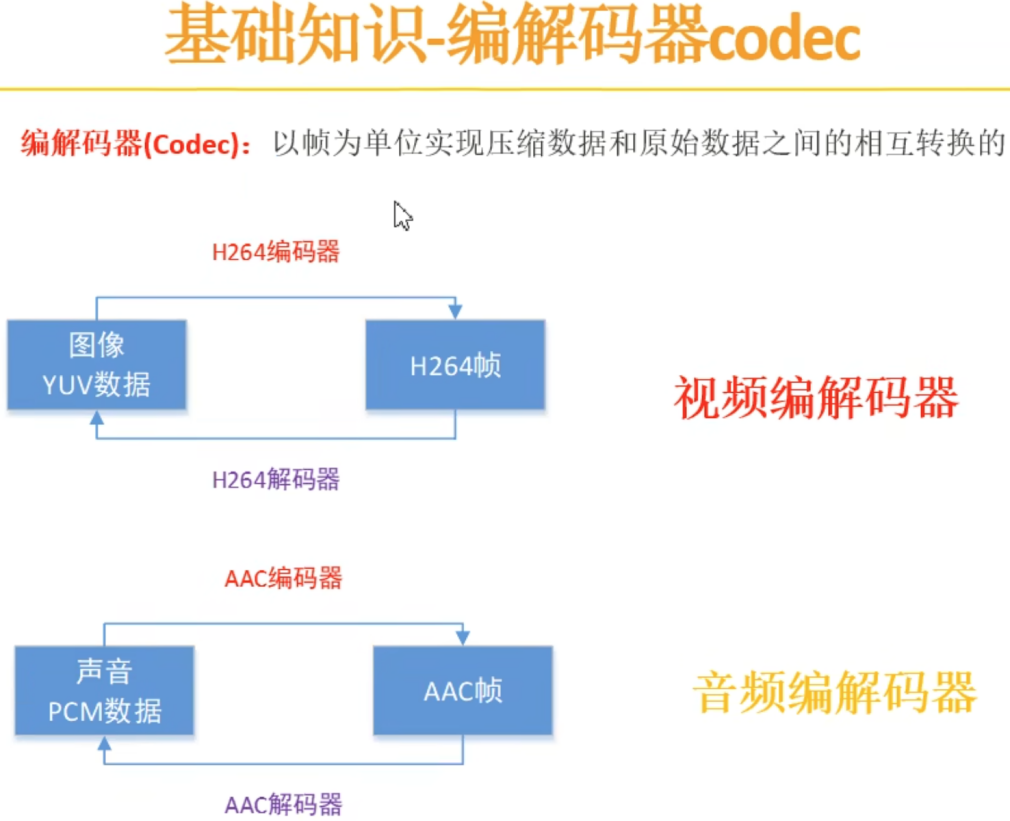 基础知识-编解码器codec
编解码器(Codec)：以帧为单位实现压缩数据和原始数据之间的相互转换的
H264编码器
图像
YUV数据
H264帧
视频编解码器
H264解码器
AAC编码器
声音
PCM数据
AAC帧
音频编解码器
AAC解码器